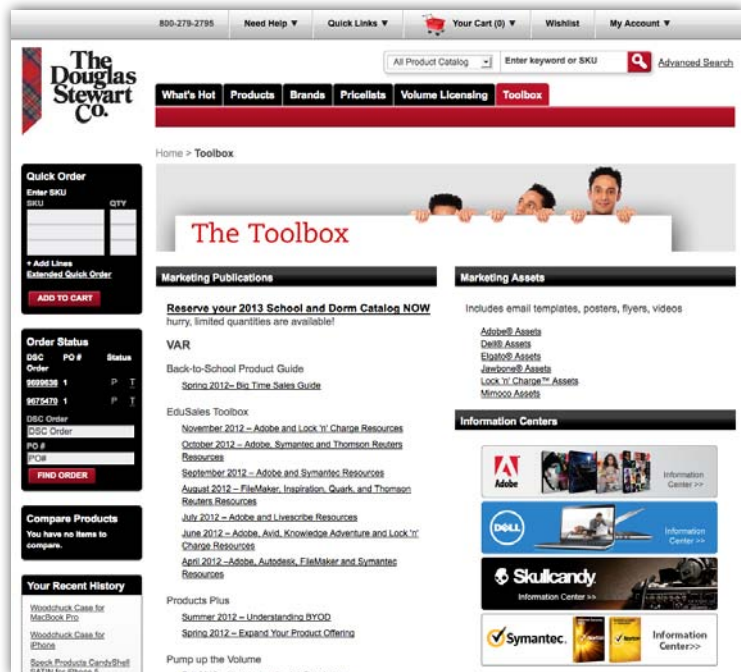 800-279-2795 Need Help ▼ Quick Links ▼ Your Cart (0) ▼ Wishlist My Account ▼
The
Douglas
Stewart
Co.
All Product Catalog Enter keyword or SKU Advanced Search
What's Hot Products Brands Pricelists Volume Licensing Toolbox
Home > Toolbox
The Toolbox
Quick Order
Enter SKU
SKU QTY
+ Add Lines
Extended Quick Order
ADD TO CART
Order Status
DSC Order PO # Status
9699636 1 P T
9675470 1 P T
DSC Order
DSC Order
PO #
PO#
FIND ORDER
Compare Products
You have no items to
compare.
Your Recent History
Woodchuck Case for
MacBook Pro
Woodchuck Case for
iPhone
Speck Products CandyShell
SATIN for iPhone 5
Marketing Publications
Reserve your 2013 School and Dorm Catalog NOW
hurry, limited quantities are available!
VAR
Back-to-School Product Guide
Spring 2012– Big Time Sales Guide
EduSales Toolbox
November 2012 – Adobe and Lock 'n' Charge Resources
October 2012 – Adobe, Symantec and Thomson Reuters
Resources
September 2012 – Adobe and Symantec Resources
August 2012 – FileMaker, Inspiration, Quark, and Thomson
Reuters Resources
July 2012 – Adobe and Livescribe Resources
June 2012 – Adobe, Avid, Knowledge Adventure and Lock 'n'
Charge Resources
April 2012 –Adobe, Autodesk, FileMaker and Symantec
Resources
Products Plus
Summer 2012 – Understanding BYOD
Spring 2012 – Expand Your Product Offering
Pump up the Volume
Marketing Assets
Includes email templates, posters, flyers, videos
Adobe® Assets
Dell® Assets
Elgato® Assets
Jawbone® Assets
Lock 'n' Charge™ Assets
Mimoco Assets
Information Centers
Adobe
Information
Center >>
DELL
Information
Center >>
Skullcandy
Information Center >>
Symantec.
Information
Center>>